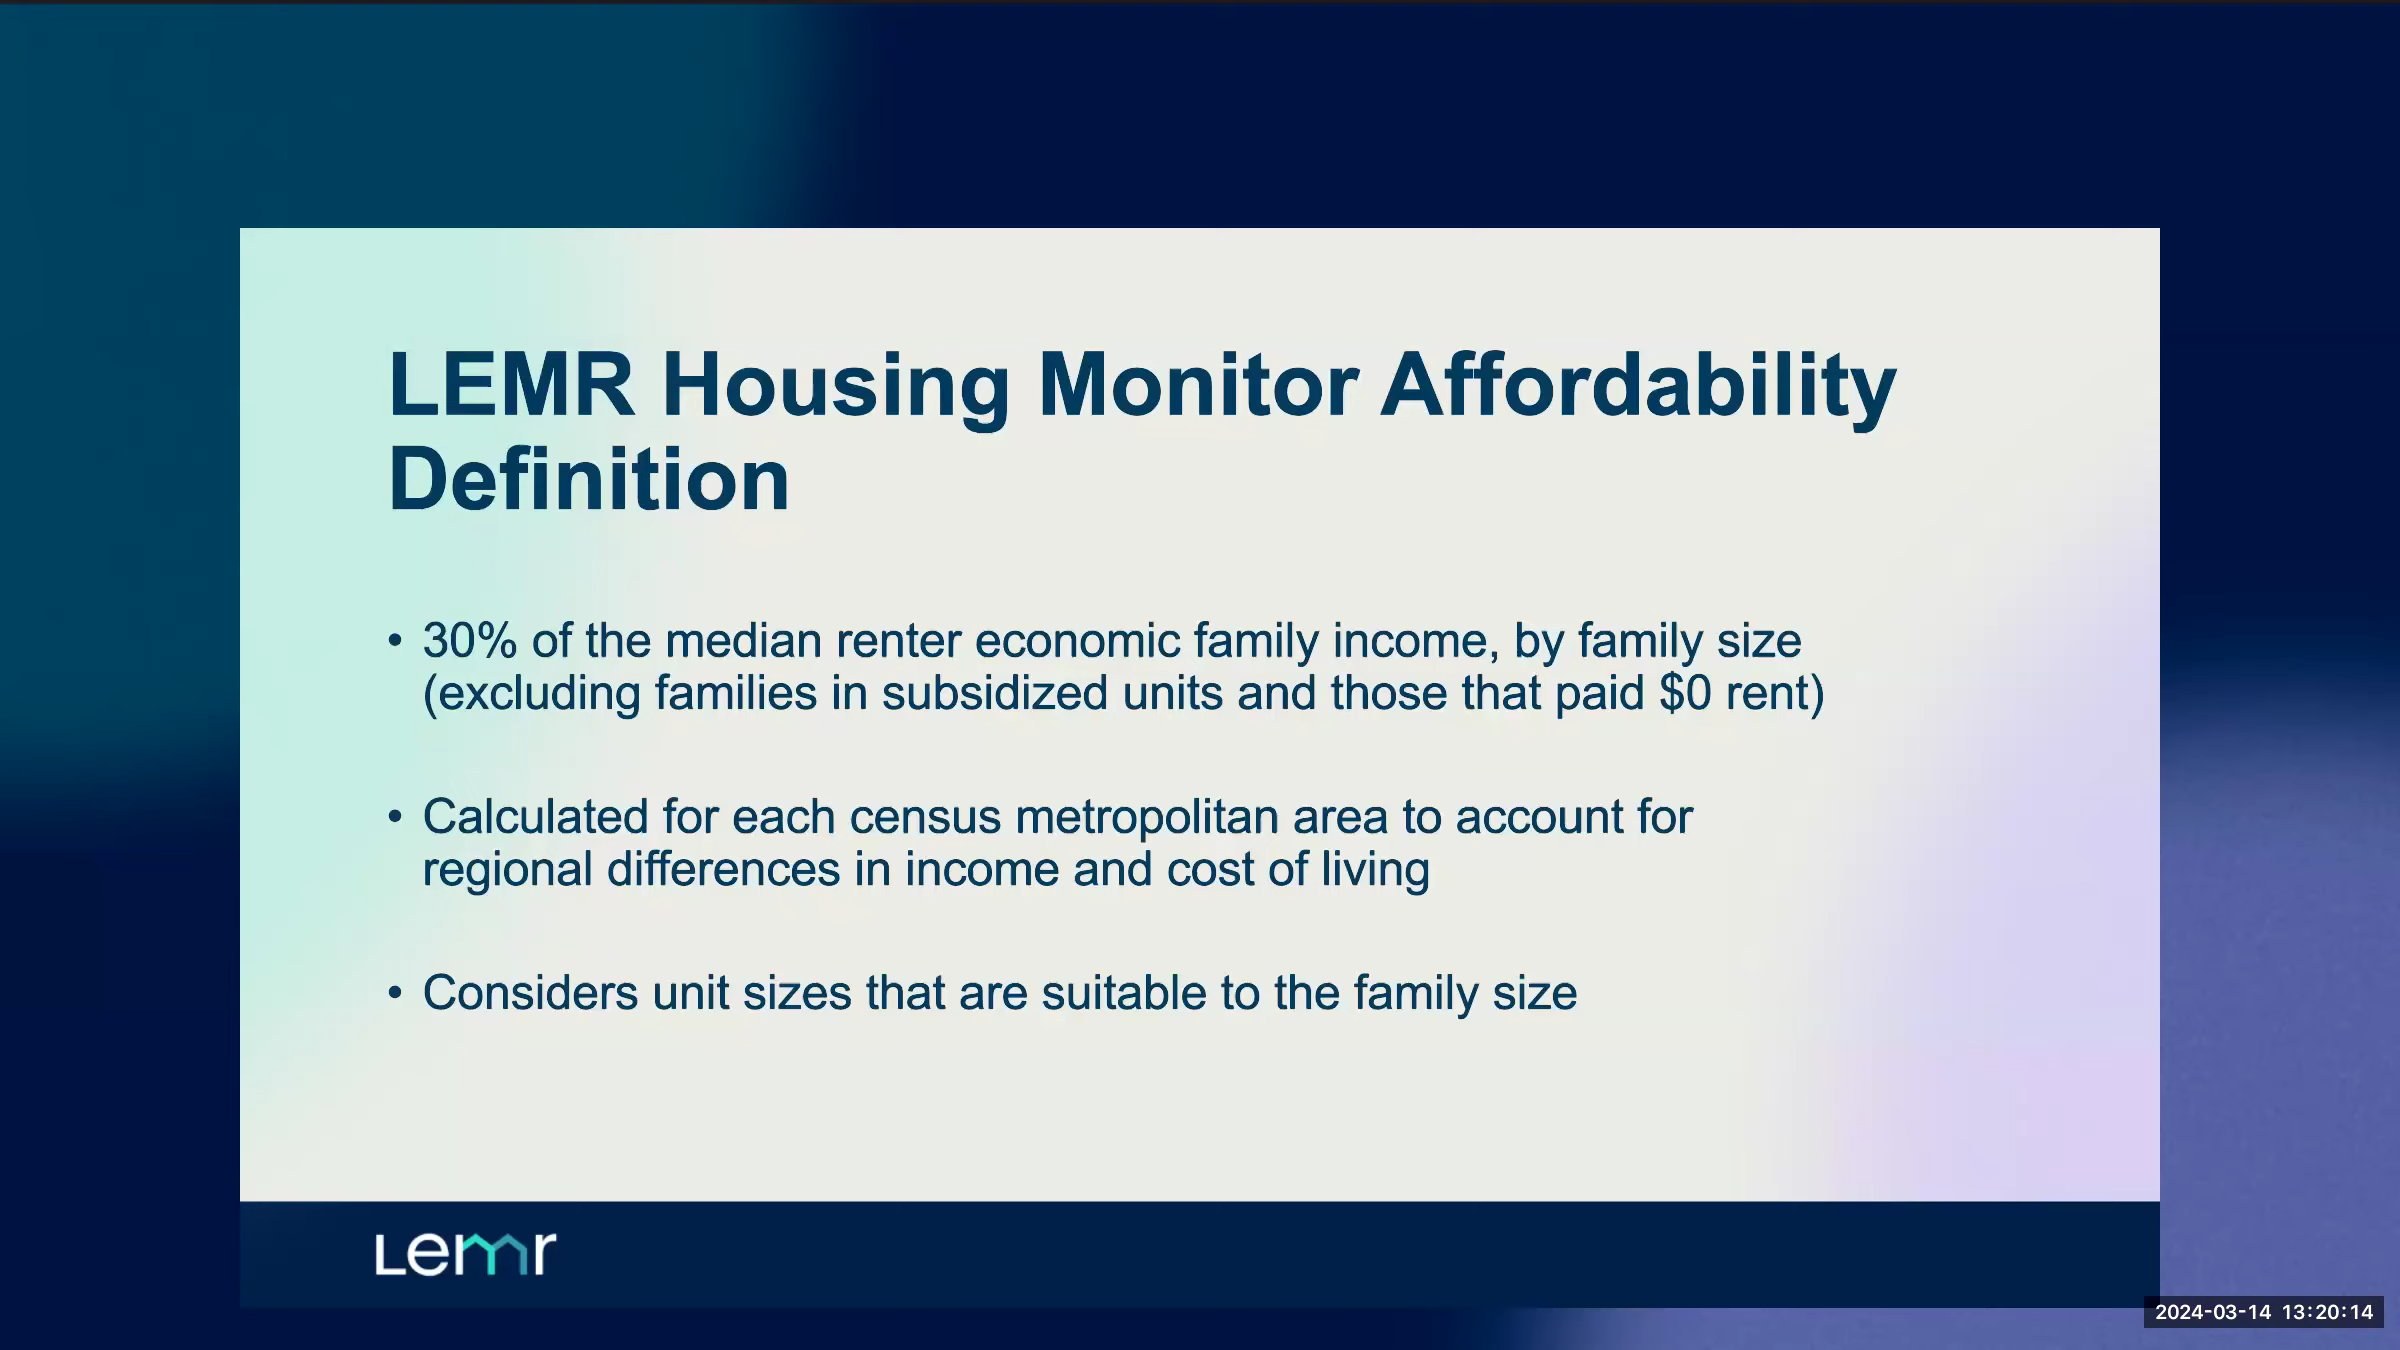 LEMR Housing Monitor Affordability
Definition
• 30% of the median renter economic family income, by family size
(excluding families in subsidized units and those that paid $0 rent)
• Calculated for each census metropolitan area to account for
regional differences in income and cost of living
• Considers unit sizes that are suitable to the family size
Lemr
2024-03-14 13:20:14